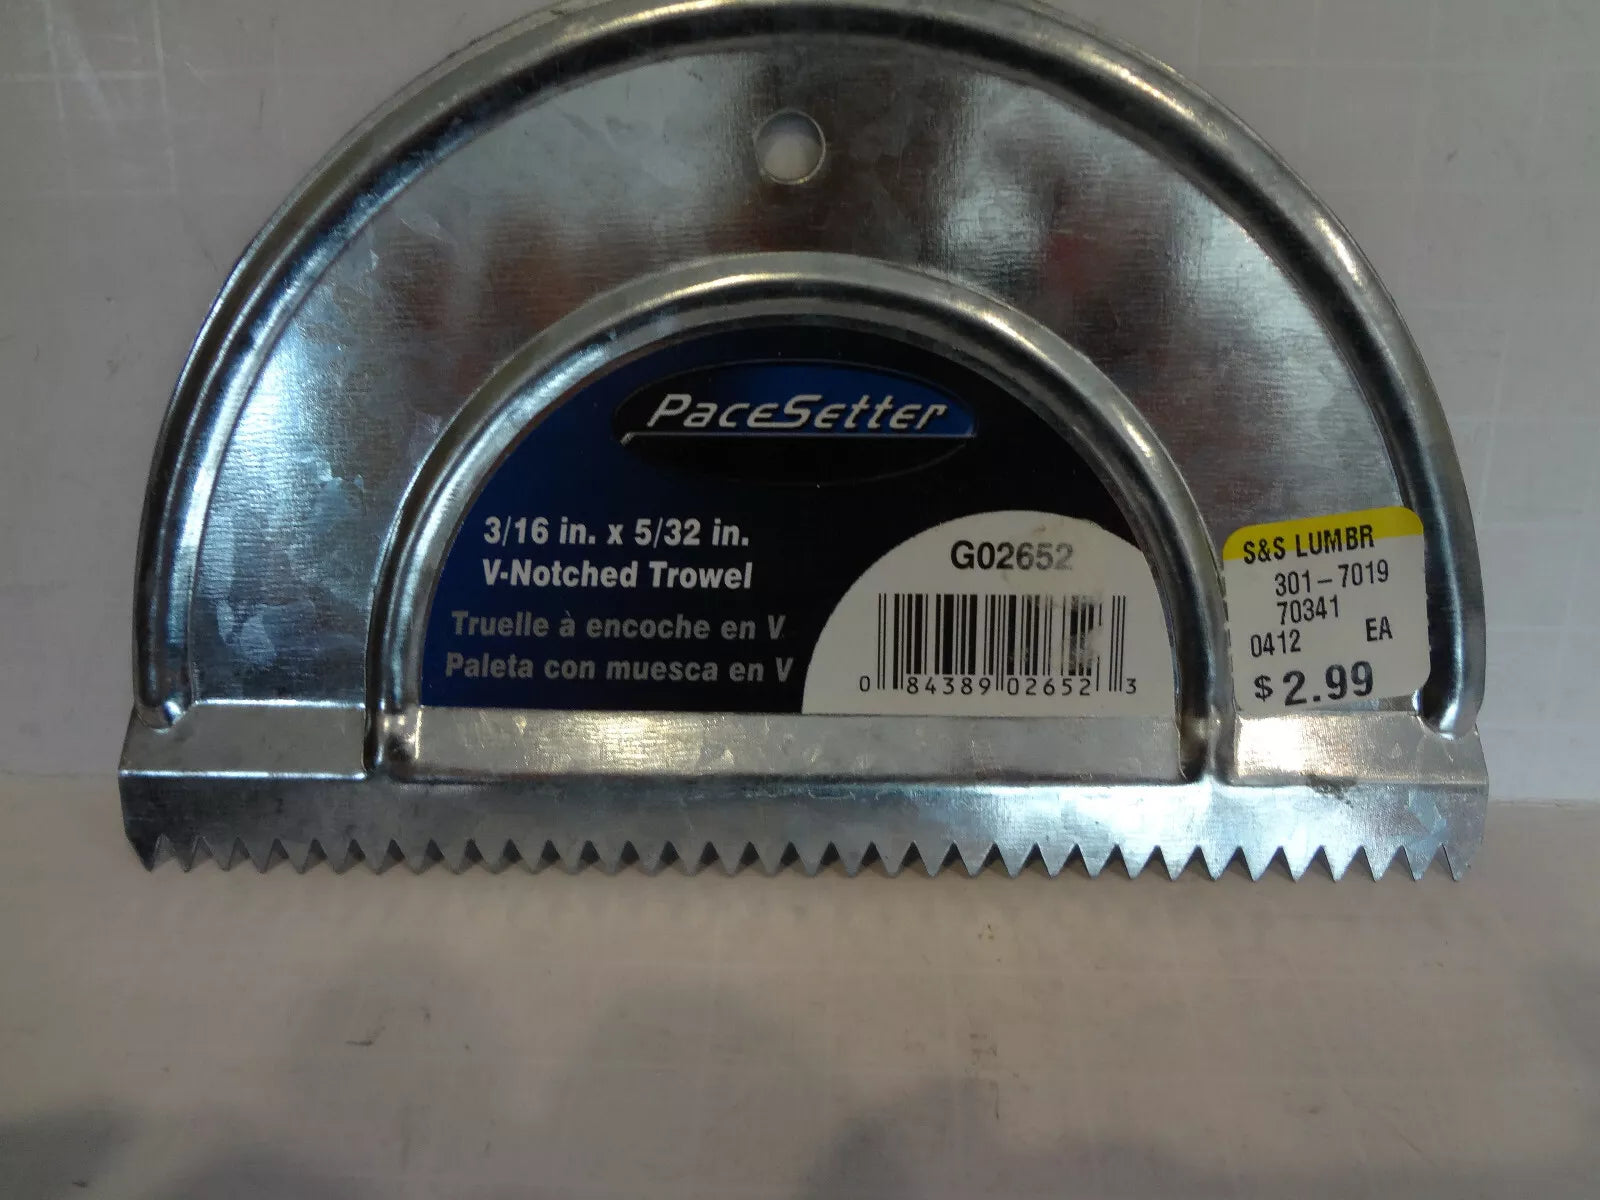 PaceSetter
3/16 in. x 5/32 in.
V-Notched Trowel
Truelle à encoche en V
Paleta con muesca en V
G02652
0 84389 02652 3
S&S LUMBR
301-7019
70341
0412 EA
$2.99